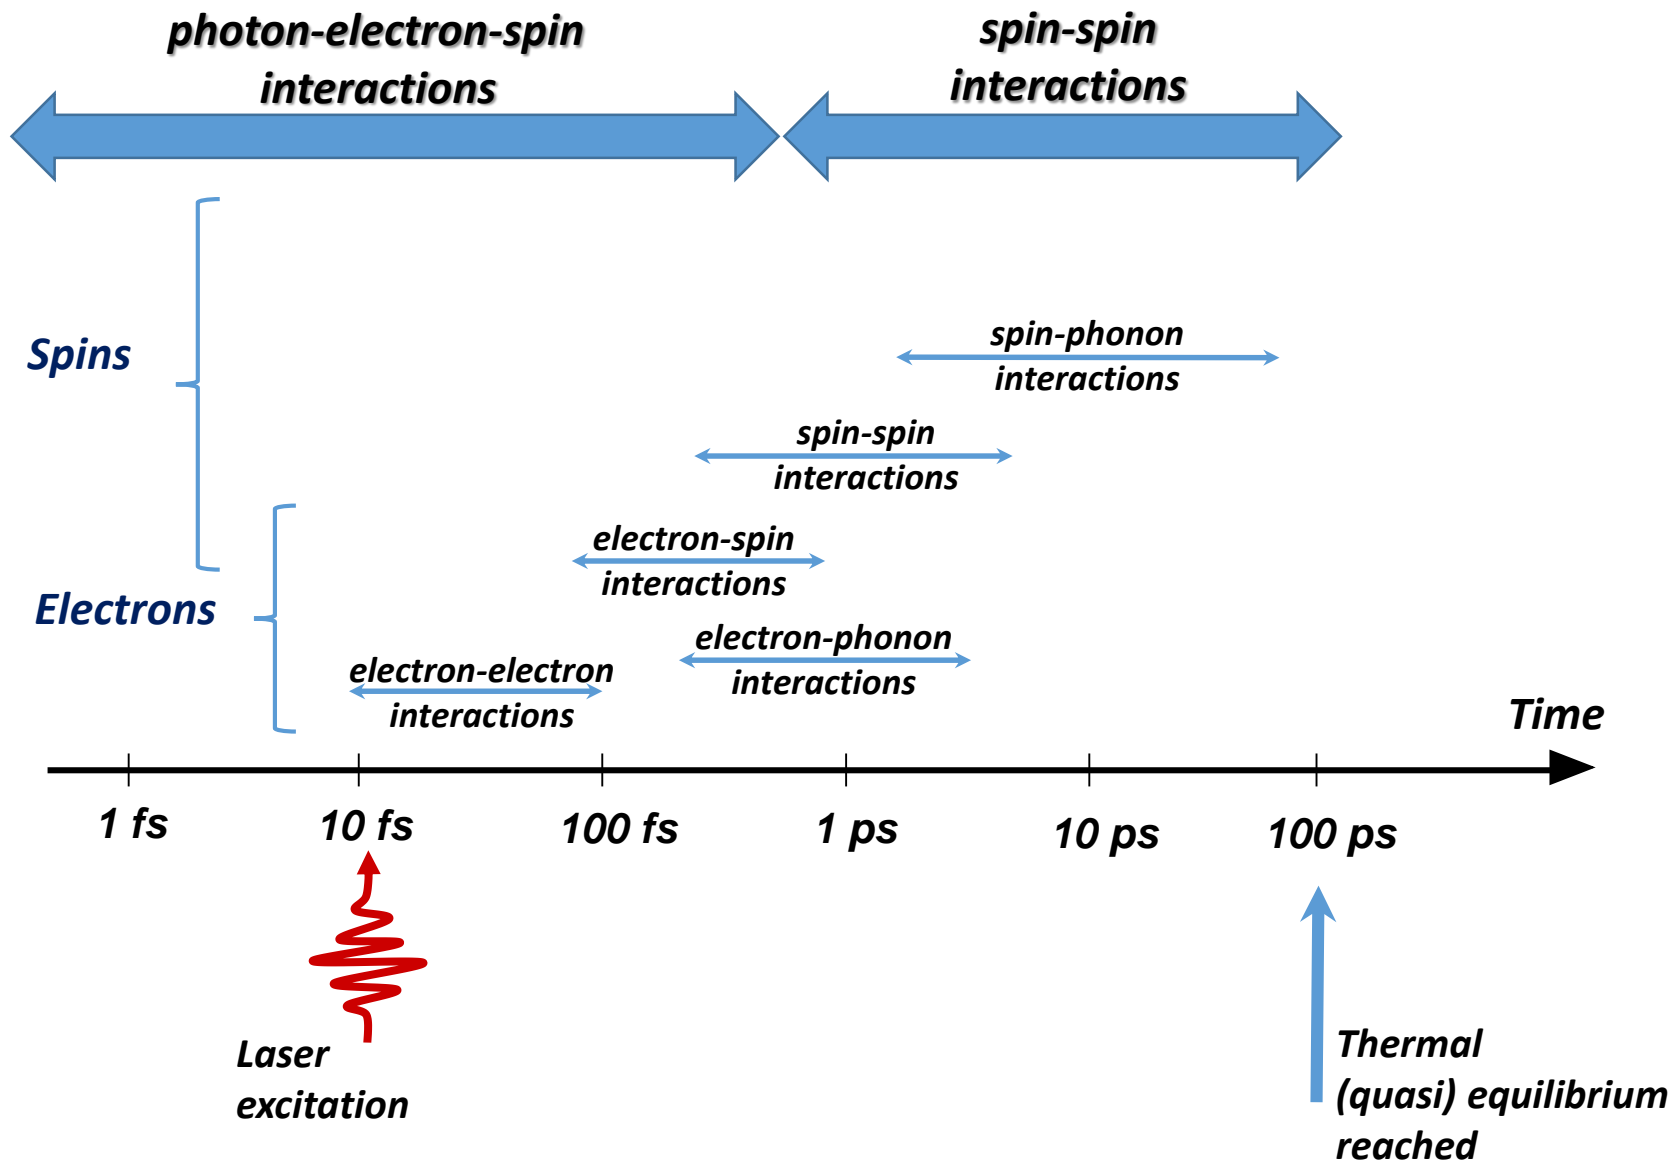 photon-electron-spin
interactions
spin-spin
interactions
Spins
spin-phonon
interactions
spin-spin
interactions
electron-spin
interactions
Electrons
electron-phonon
interactions
electron-electron
interactions
Time
1 fs
10 fs
100 fs
1 ps
10 ps
100 ps
Laser
excitation
Thermal
(quasi) equilibrium
reached